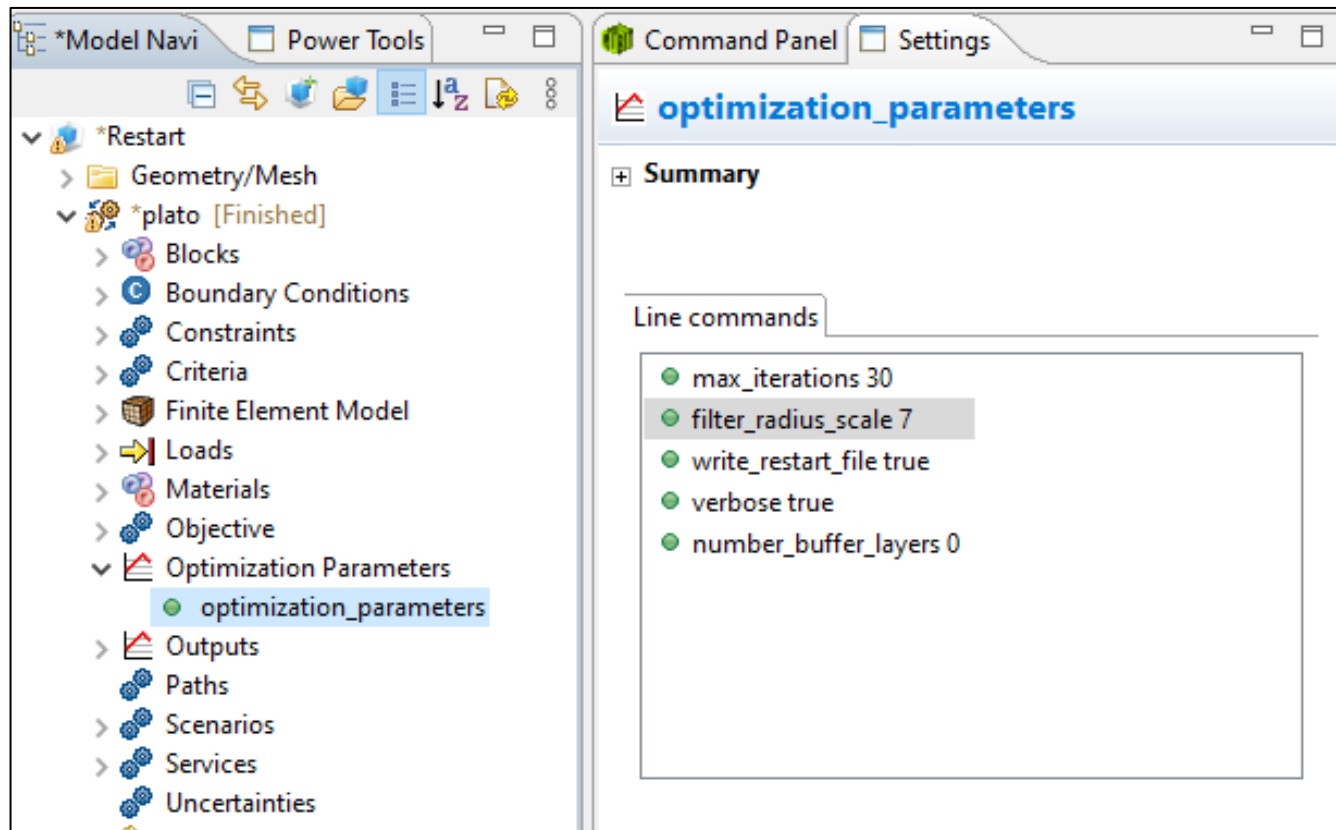 *Model Navi
Power Tools
*Restart
Geometry/Mesh
*plato [Finished]
Blocks
Boundary Conditions
Constraints
Criteria
Finite Element Model
Loads
Materials
Objective
Optimization Parameters
optimization_parameters
Outputs
Paths
Scenarios
Services
Uncertainties
Command Panel
Settings
optimization_parameters
Summary
Line commands
max_iterations 30
filter_radius_scale 7
write_restart_file true
verbose true
number_buffer_layers 0